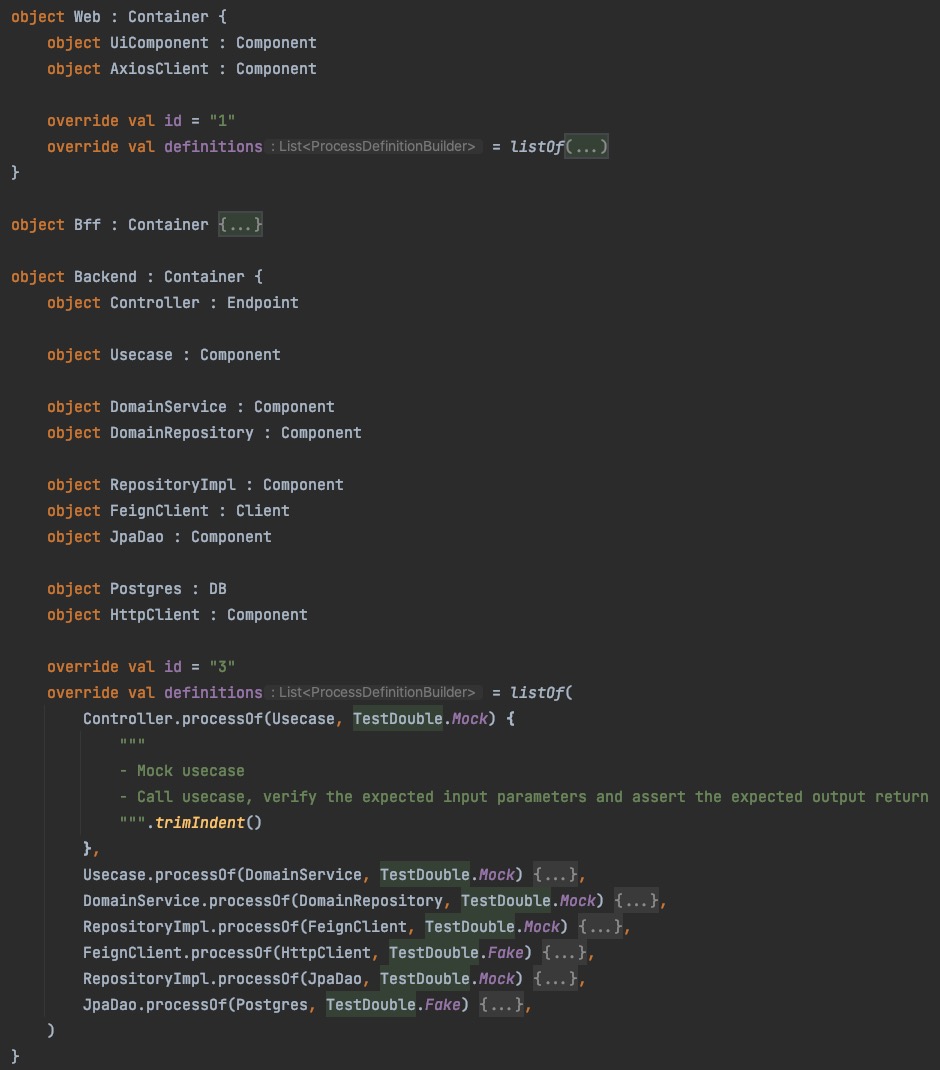 object Web : Container {
    object UiComponent : Component
    object AxiosClient : Component

    override val id = "1"
    override val definitions : List<ProcessDefinitionBuilder> = listOf(...)
}

object Bff : Container {...}

object Backend : Container {
    object Controller : Endpoint

    object Usecase : Component

    object DomainService : Component
    object DomainRepository : Component

    object RepositoryImpl : Component
    object FeignClient : Client
    object JpaDao : Component

    object Postgres : DB
    object HttpClient : Component

    override val id = "3"
    override val definitions : List<ProcessDefinitionBuilder> = listOf(
        Controller.processOf(Usecase, TestDouble.Mock) {
            """
            - Mock usecase
            - Call usecase, verify the expected input parameters and assert the expected output return
            """.trimIndent()
        },
        Usecase.processOf(DomainService, TestDouble.Mock) {...},
        DomainService.processOf(DomainRepository, TestDouble.Mock) {...},
        RepositoryImpl.processOf(FeignClient, TestDouble.Mock) {...},
        FeignClient.processOf(HttpClient, TestDouble.Fake) {...},
        RepositoryImpl.processOf(JpaDao, TestDouble.Mock) {...},
        JpaDao.processOf(Postgres, TestDouble.Fake) {...},
    )
}